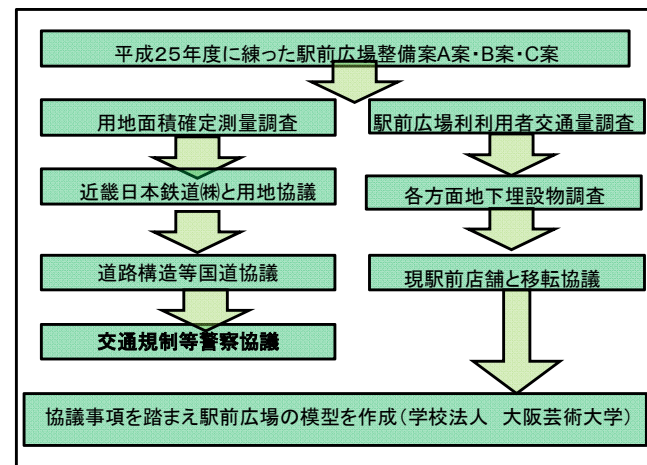 平成25年度に練った駅前広場整備案A案・B案・C案
用地面積確定測量調査
駅前広場利利用者交通量調査
近畿日本鉄道㈱と用地協議
各方面地下埋設物調査
道路構造等国道協議
現駅前店舗と移転協議
交通規制等警察協議
協議事項を踏まえ駅前広場の模型を作成(学校法人 大阪芸術大学)